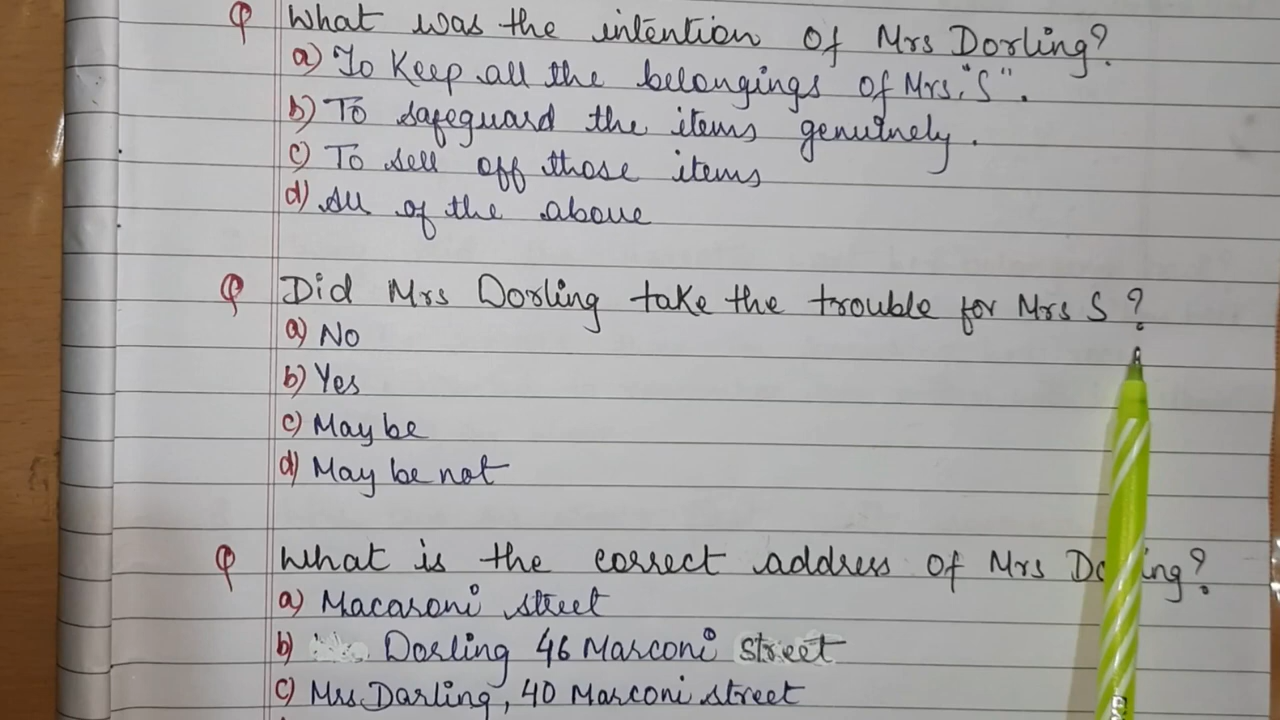 Q What was the intention of Mrs Dorling?
a) To Keep all the belongings of Mrs. "S".
b) To safeguard the items genuinely.
c) To sell off those items
d) All of the above
Q Did Mrs Dorling take the trouble for Mrs S?
a) No
b) Yes
c) May be
d) May be not
Q What is the correct address of Mrs ?
a) Macaroni street
b) Dorling 46 Marconi street
c) Mrs. Darling, 40 Marconi street